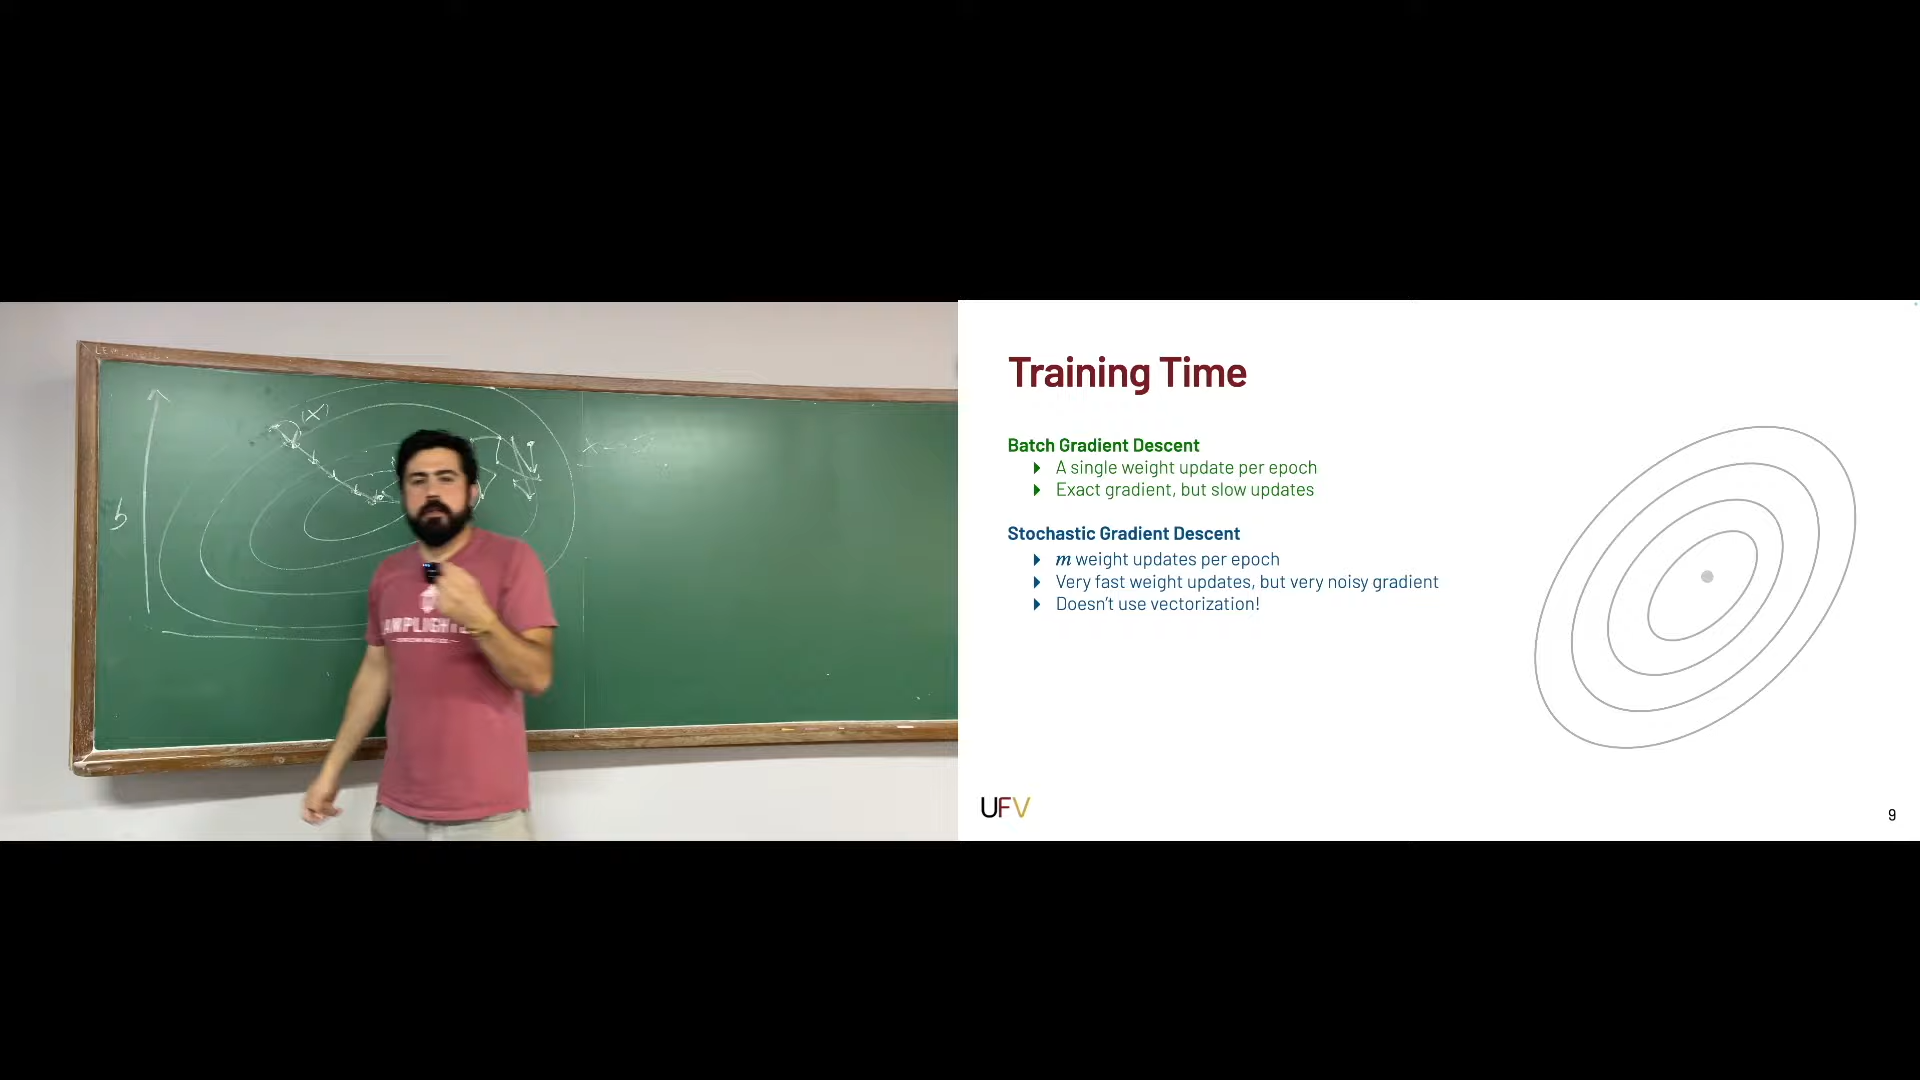 b
(x)
Training Time
Batch Gradient Descent
A single weight update per epoch
Exact gradient, but slow updates
Stochastic Gradient Descent
m weight updates per epoch
Very fast weight updates, but very noisy gradient
Doesn't use vectorization!
UFV
9